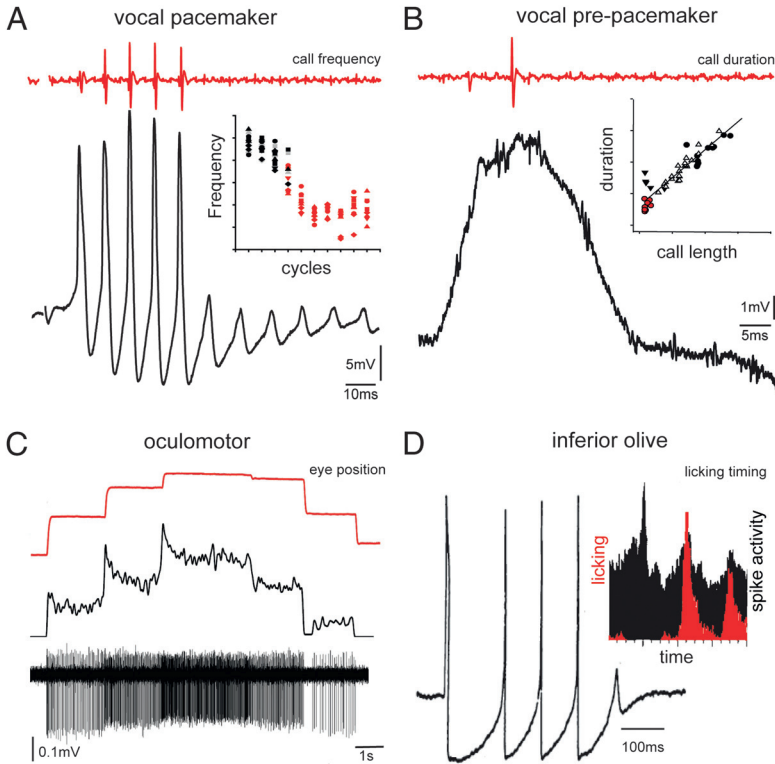 A
vocal pacemaker
call frequency
Frequency
cycles
5mV
10ms
B
vocal pre-pacemaker
call duration
duration
call length
1mV
5ms
C
oculomotor
eye position
0.1mV
1s
D
inferior olive
licking timing
licking
spike activity
time
100ms